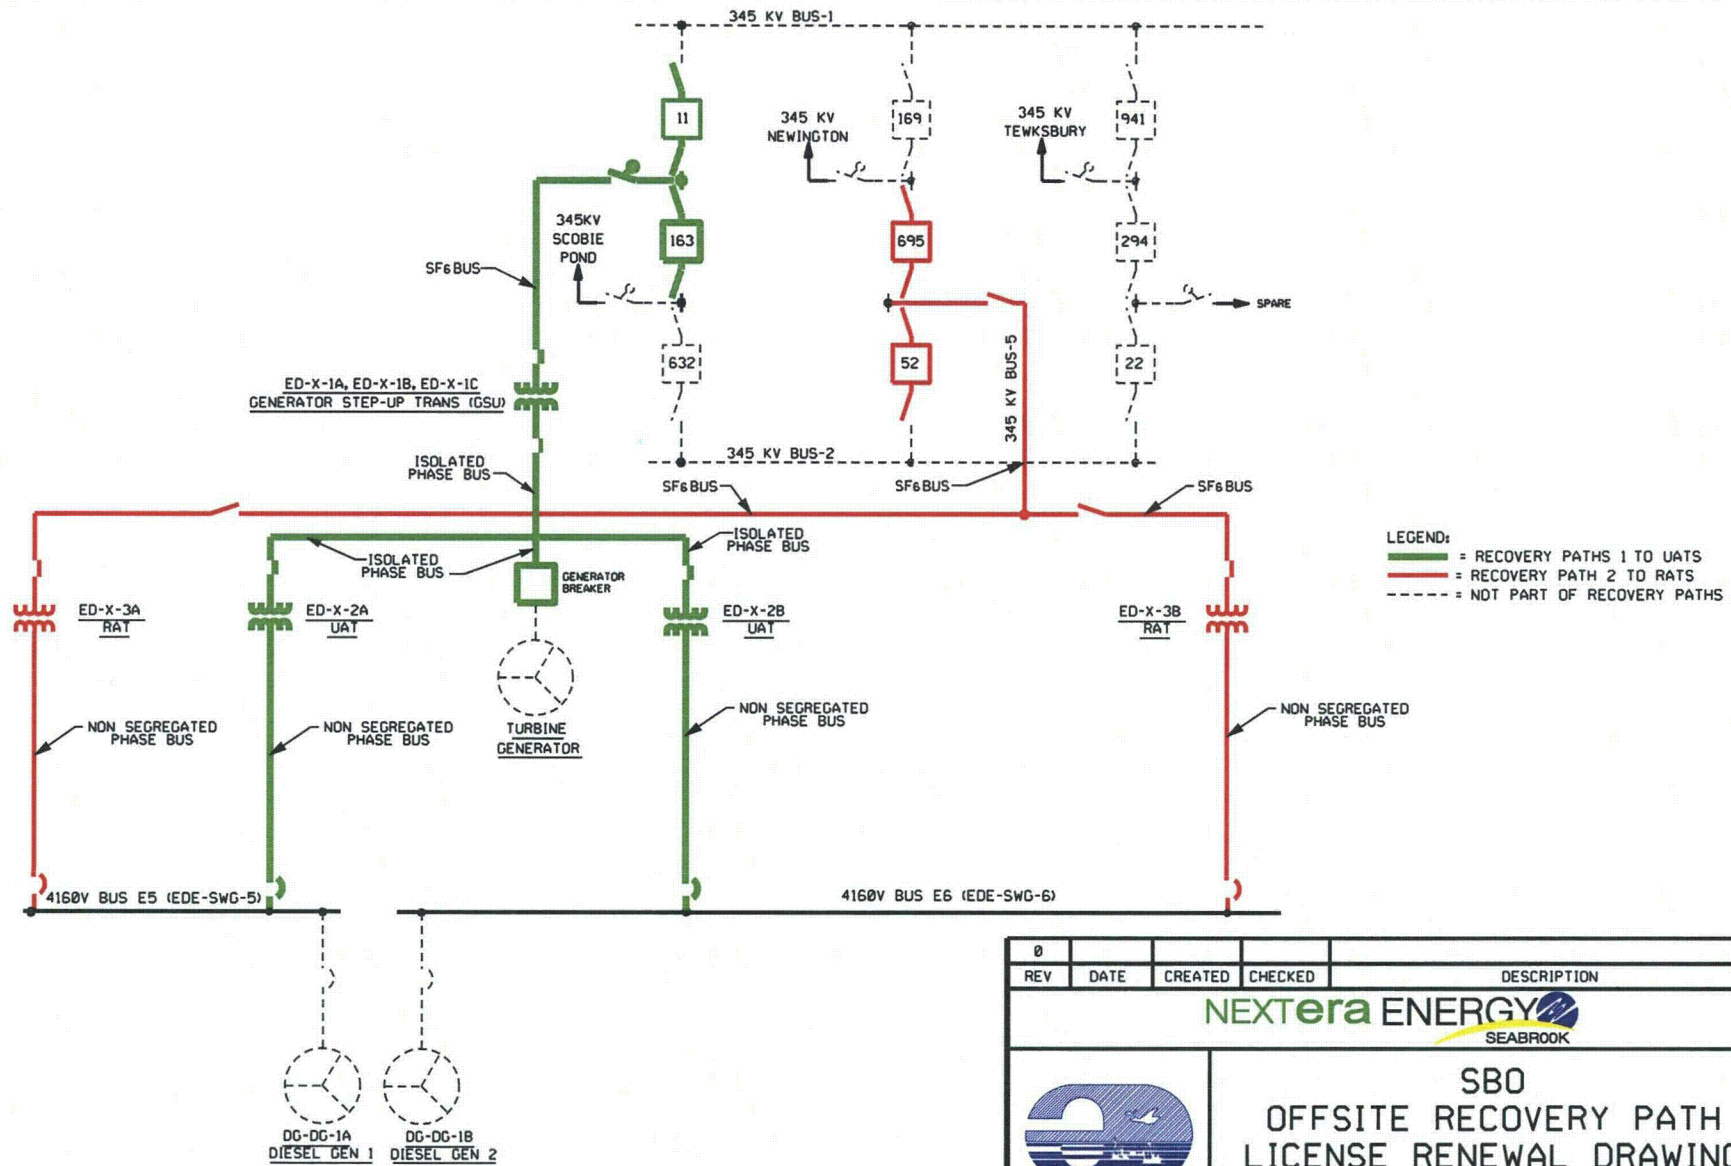 345 KV BUS-1
11
169
941
345 KV
NEWINGTON
345 KV
TEWKSBURY
345KV
SCOBIE
POND
163
695
294
SF6 BUS
SPARE
632
52
22
345 KV BUS-5
ED-X-1A, ED-X-1B, ED-X-1C
GENERATOR STEP-UP TRANS (GSU)
345 KV BUS-2
ISOLATED
PHASE BUS
SF6 BUS
SF6 BUS
SF6 BUS
ISOLATED
PHASE BUS
ISOLATED
PHASE BUS
GENERATOR
BREAKER
LEGEND:
= RECOVERY PATHS 1 TO UATS
= RECOVERY PATH 2 TO RATS
= NOT PART OF RECOVERY PATHS
ED-X-3A
RAT
ED-X-2A
UAT
ED-X-2B
UAT
ED-X-3B
RAT
NON SEGREGATED
PHASE BUS
NON SEGREGATED
PHASE BUS
TURBINE
GENERATOR
NON SEGREGATED
PHASE BUS
NON SEGREGATED
PHASE BUS
4160V BUS E5 (EDE-SWG-5)
4160V BUS E6 (EDE-SWG-6)
DG-DG-1A
DIESEL GEN 1
DG-DG-1B
DIESEL GEN 2
0
REV DATE CREATED CHECKED DESCRIPTION
NEXTera ENERGY
SEABROOK
SBO
OFFSITE RECOVERY PATH
LICENSE RENEWAL DRAWING